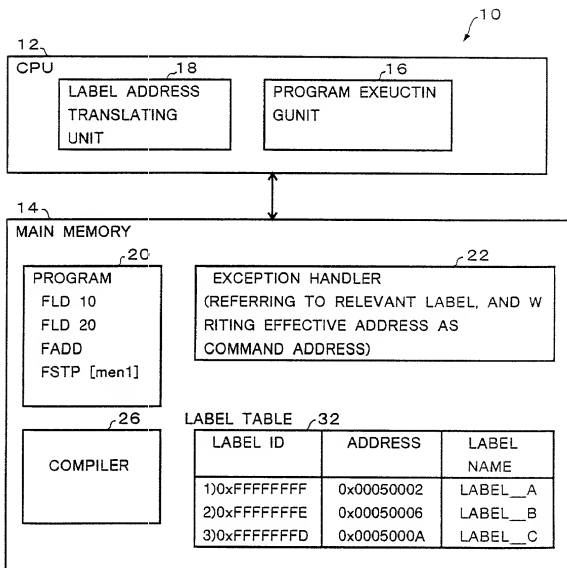 10
12
CPU
18
LABEL ADDRESS
TRANSLATING
UNIT
16
PROGRAM EXEUCTIN
GUNIT
14
MAIN MEMORY
20
PROGRAM
FLD 10
FLD 20
FADD
FSTP [men1]
22
EXCEPTION HANDLER
(REFERRING TO RELEVANT LABEL, AND W
RITING EFFECTIVE ADDRESS AS
COMMAND ADDRESS)
26
COMPILER
LABEL TABLE 32
LABEL ID ADDRESS LABEL
NAME
1)0xFFFFFFFF 0x00050002 LABEL__A
2)0xFFFFFFFE 0x00050006 LABEL__B
3)0xFFFFFFFD 0x0005000A LABEL__C